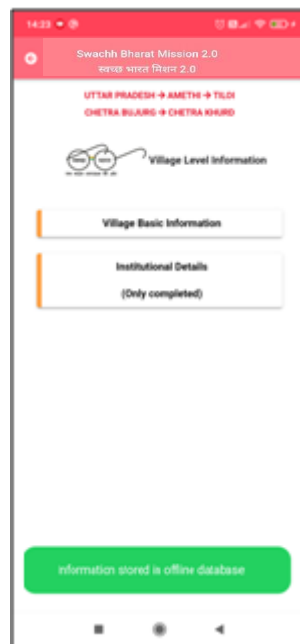 14:23
Swachh Bharat Mission 2.0
स्वच्छ भारत मिशन 2.0
UTTAR PRADESH → AMETHI → TILOI
CHETRA BUJURG → CHETRA KHURD
Village Level Information
Village Basic Information
Institutional Details
(Only completed)
information stored in offline database